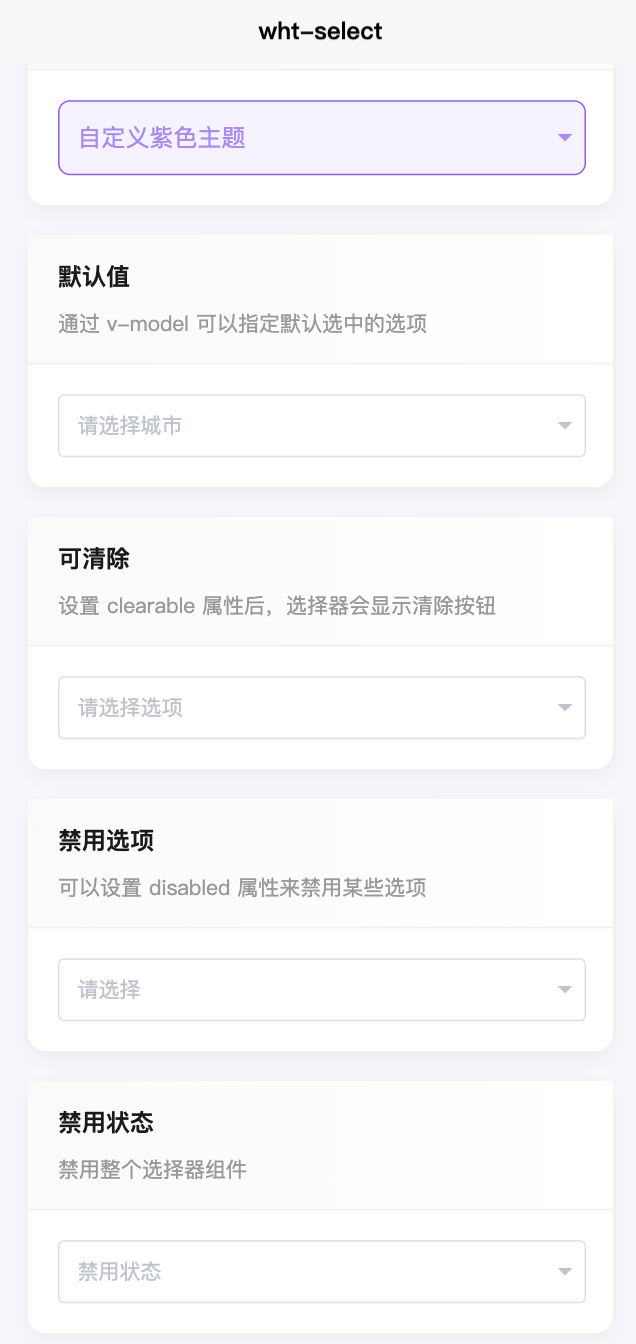 wht-select
自定义紫色主题
默认值
通过 v-model 可以指定默认选中的选项
请选择城市
可清除
设置 clearable 属性后，选择器会显示清除按钮
请选择选项
禁用选项
可以设置 disabled 属性来禁用某些选项
请选择
禁用状态
禁用整个选择器组件
禁用状态